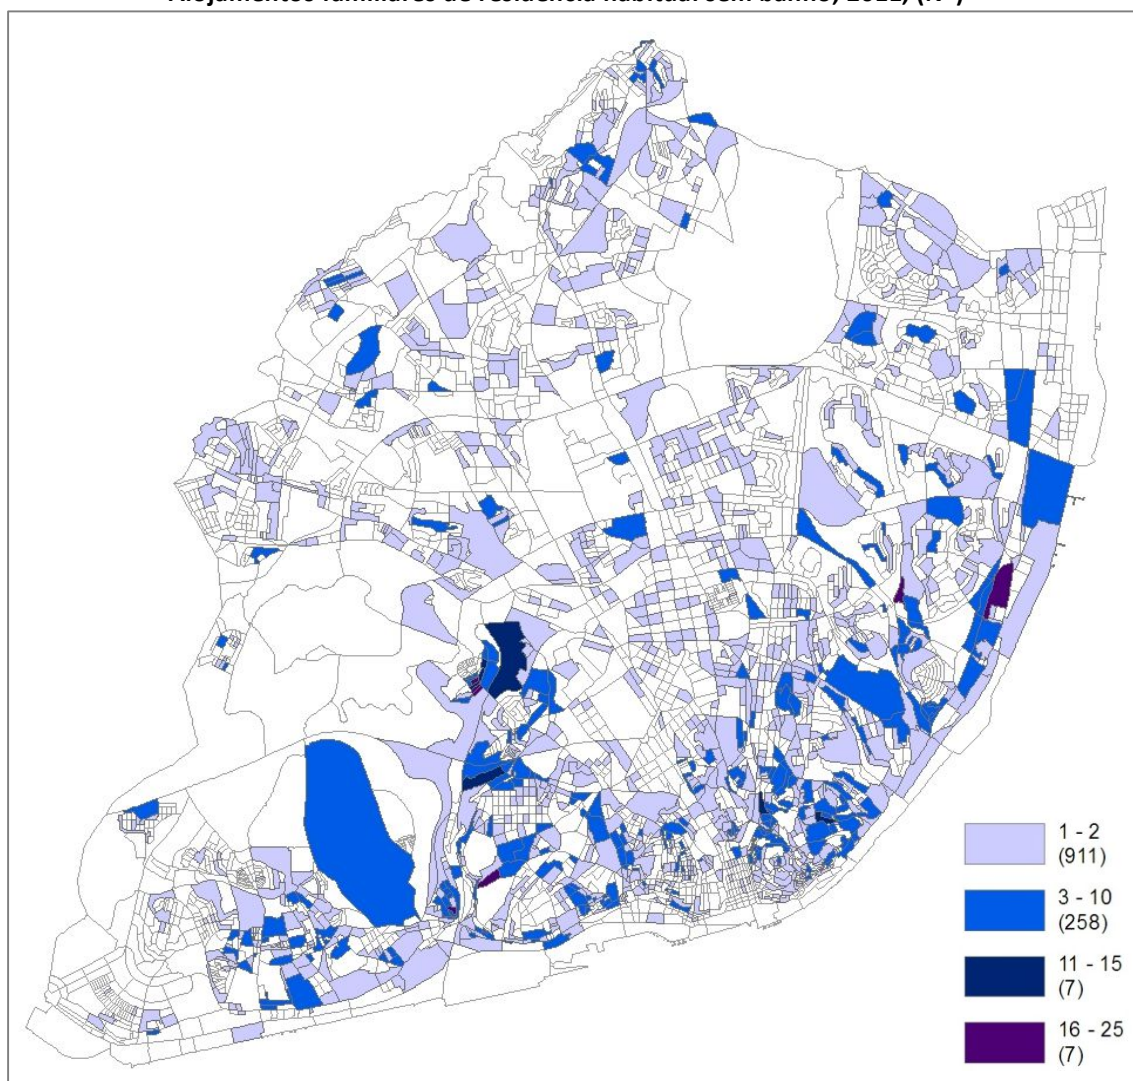 Alojamentos familiares de residência habitual sem banho, 2011, (Nº)
1 - 2
(911)
3 - 10
(258)
11 - 15
(7)
16 - 25
(7)